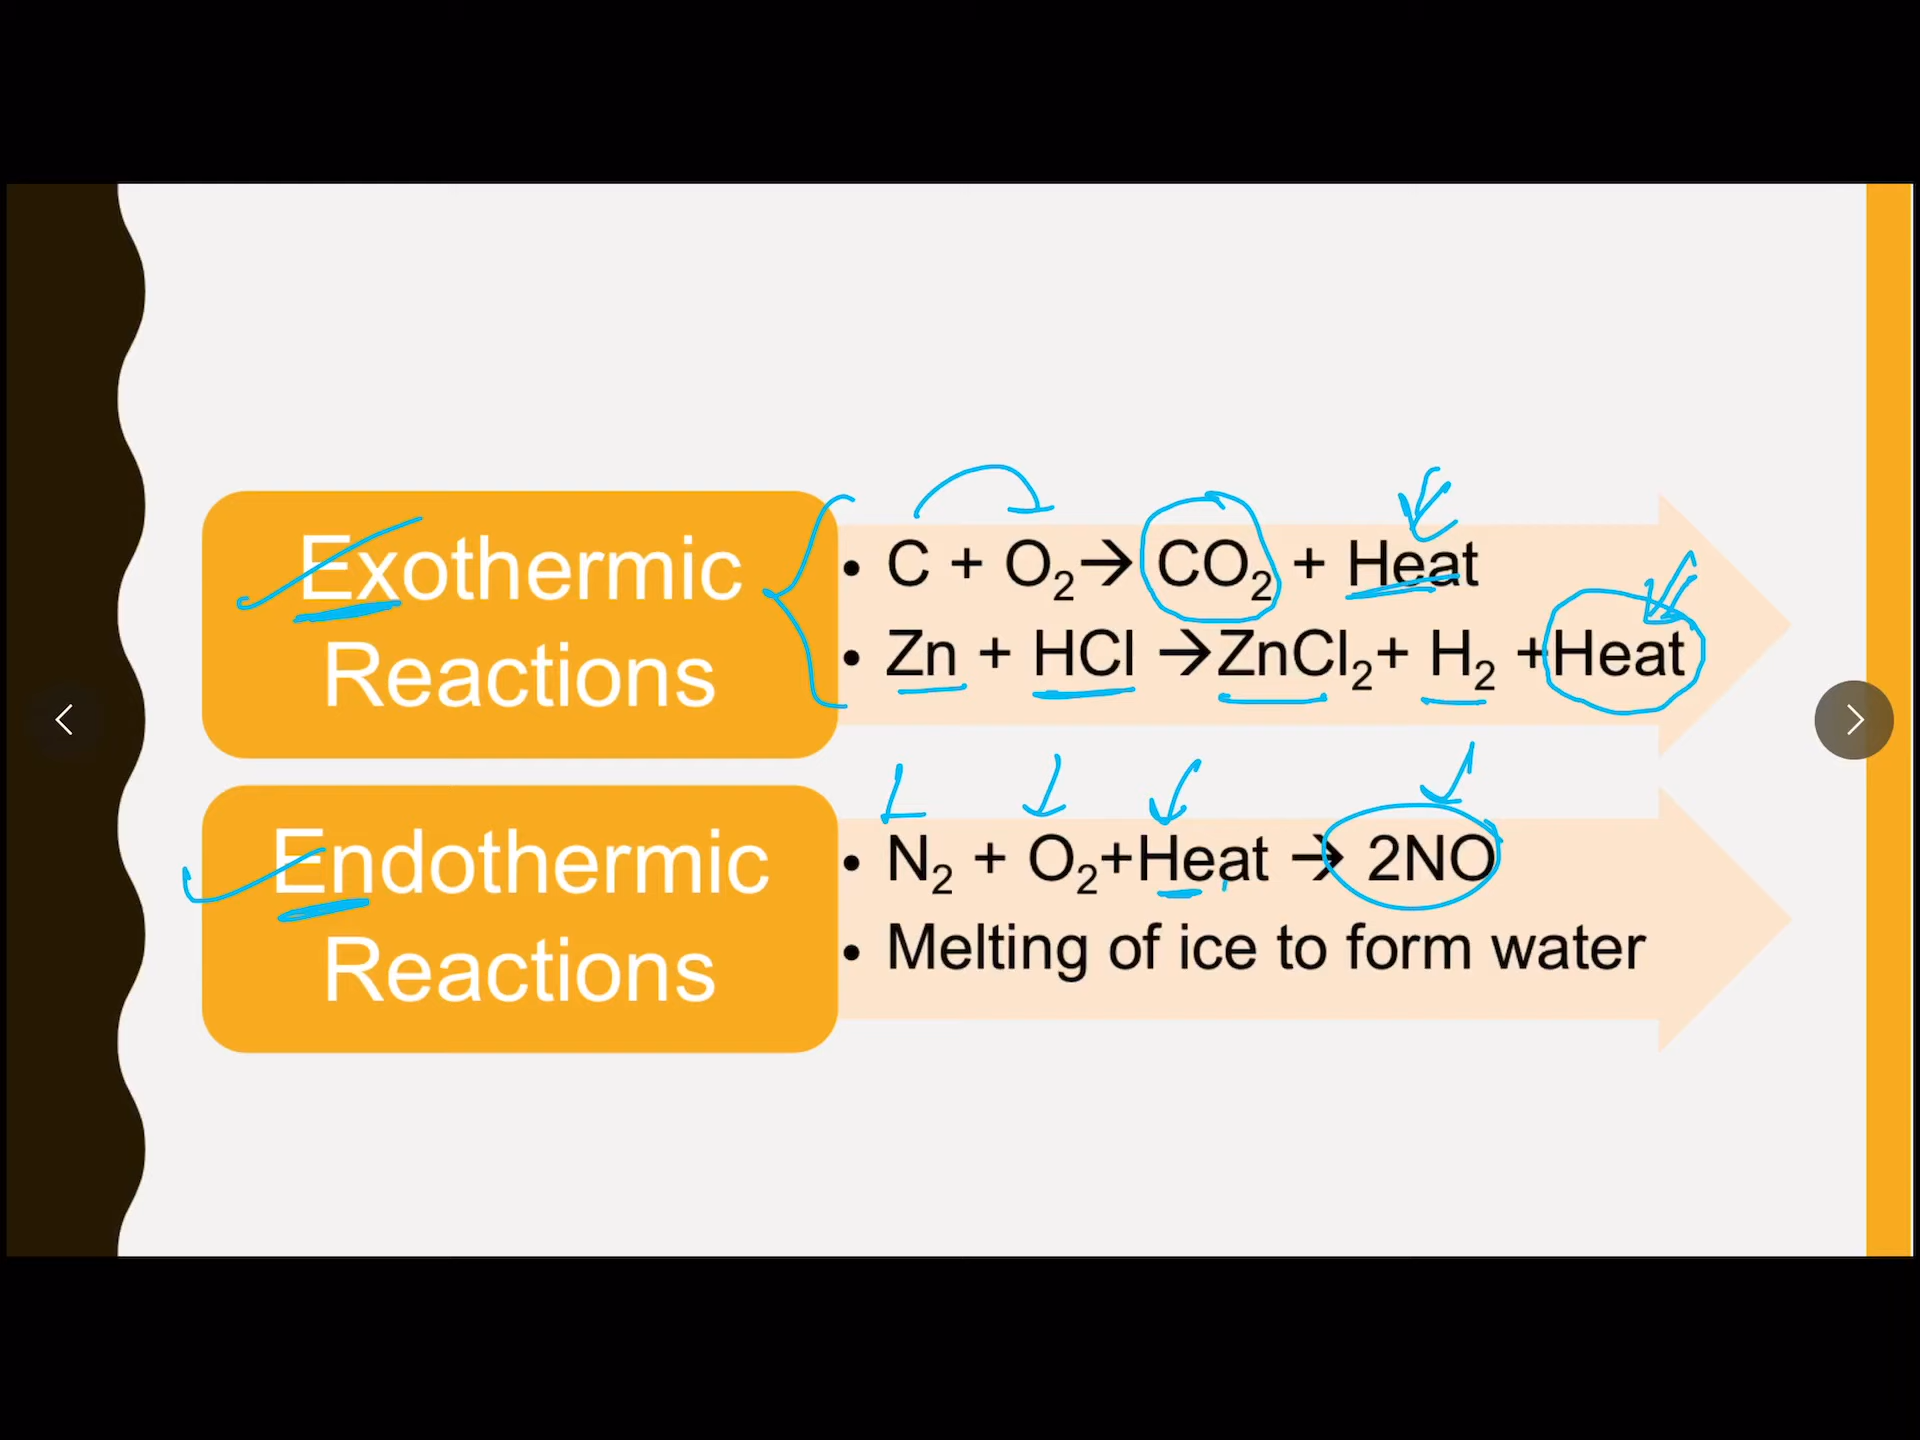 Exothermic
Reactions
• C + O₂→ CO₂ + Heat
• Zn + HCl →ZnCl₂+ H₂ +Heat
Endothermic
Reactions
• N₂ + O₂+Heat → 2NO
• Melting of ice to form water